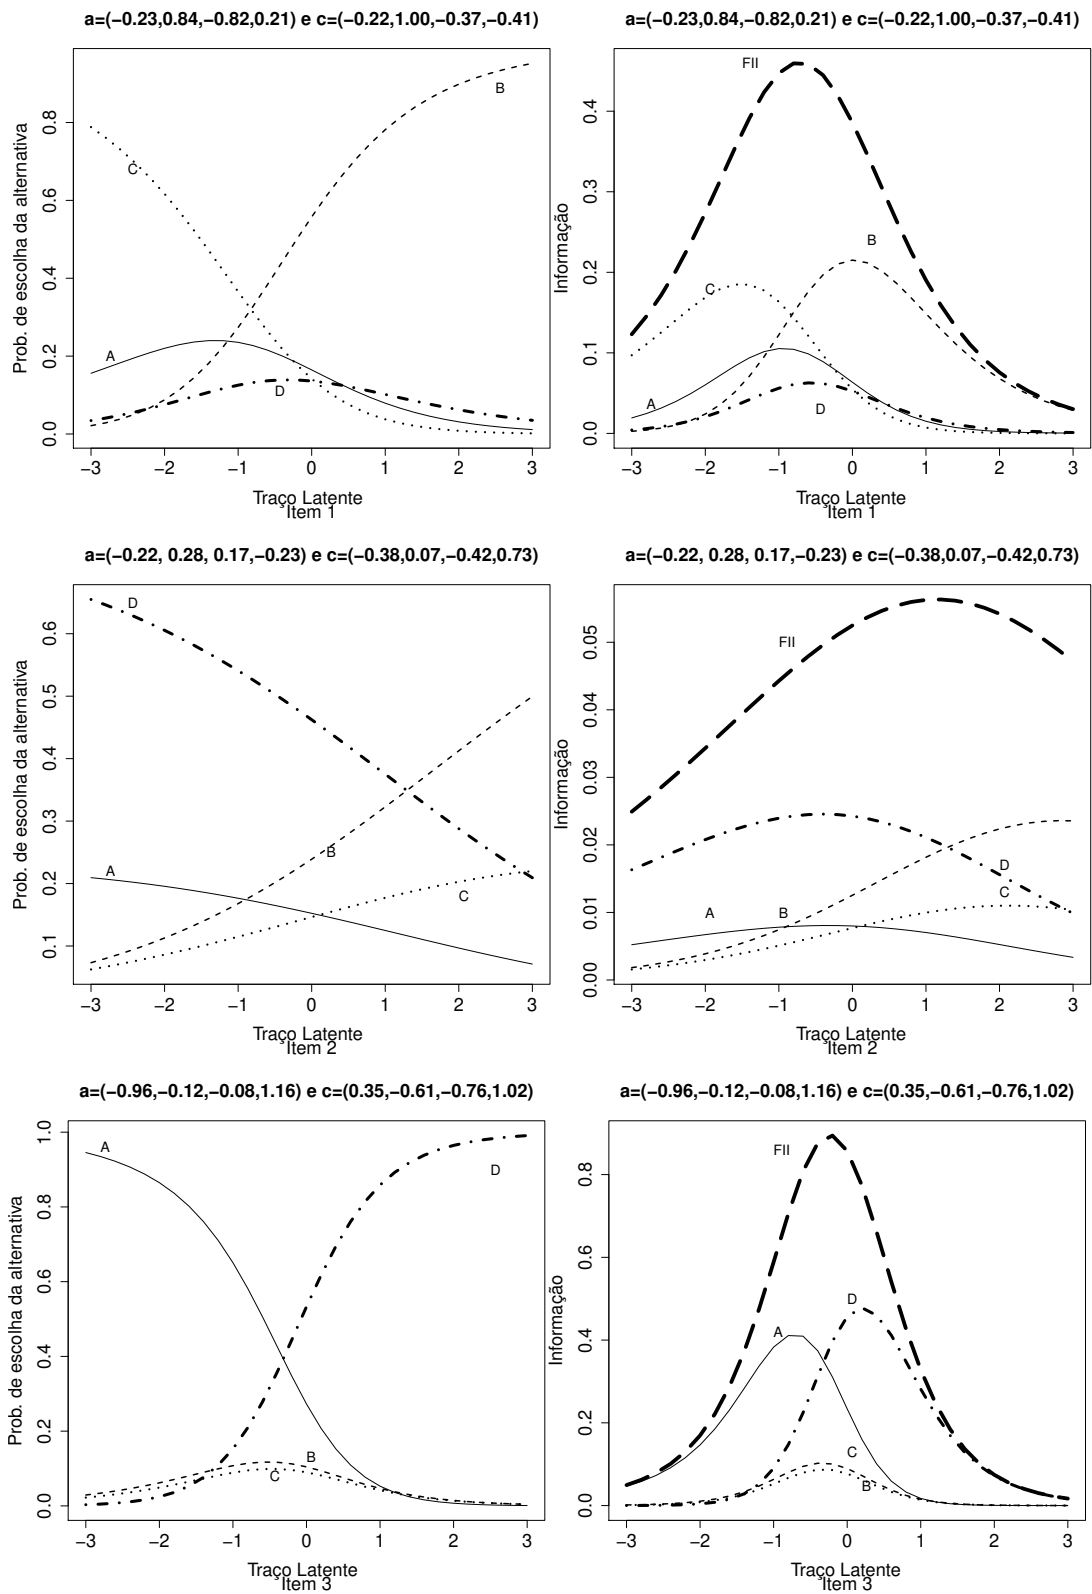 a=(−0.23,0.84,−0.82,0.21) e c=(−0.22,1.00,−0.37,−0.41)
Prob. de escolha da alternativa
0.0 0.2 0.4 0.6 0.8
A
B
C
D
−3 −2 −1 0 1 2 3
Traço Latente
Item 1
a=(−0.23,0.84,−0.82,0.21) e c=(−0.22,1.00,−0.37,−0.41)
Informação
0.0 0.1 0.2 0.3 0.4
FII
B
C
A
D
−3 −2 −1 0 1 2 3
Traço Latente
Item 1
a=(−0.22, 0.28, 0.17,−0.23) e c=(−0.38,0.07,−0.42,0.73)
Prob. de escolha da alternativa
0.1 0.2 0.3 0.4 0.5 0.6
D
B
A
C
−3 −2 −1 0 1 2 3
Traço Latente
Item 2
a=(−0.22, 0.28, 0.17,−0.23) e c=(−0.38,0.07,−0.42,0.73)
Informação
0.00 0.01 0.02 0.03 0.04 0.05
FII
D
C
A
B
−3 −2 −1 0 1 2 3
Traço Latente
Item 2
a=(−0.96,−0.12,−0.08,1.16) e c=(0.35,−0.61,−0.76,1.02)
Prob. de escolha da alternativa
0.0 0.2 0.4 0.6 0.8 1.0
A
D
B
C
−3 −2 −1 0 1 2 3
Traço Latente
Item 3
a=(−0.96,−0.12,−0.08,1.16) e c=(0.35,−0.61,−0.76,1.02)
Informação
0.0 0.2 0.4 0.6 0.8
FII
D
A
C
B
−3 −2 −1 0 1 2 3
Traço Latente
Item 3